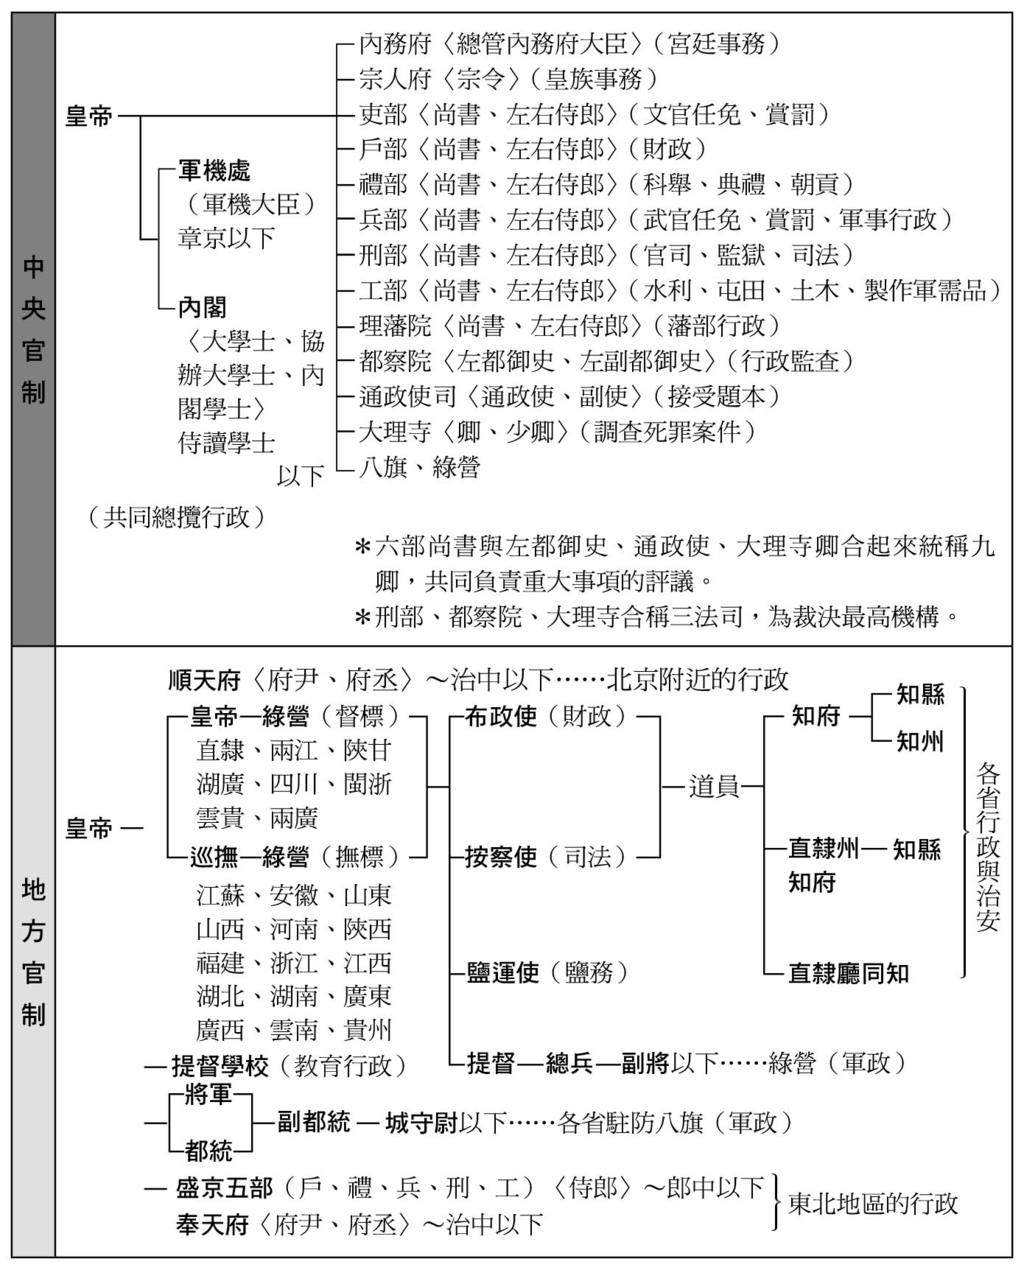 中央官制
皇帝
軍機處
（軍機大臣）
章京以下
內閣
〈大學士、協
辦大學士、內
閣學士〉
侍讀學士
以下
（共同總攬行政）
內務府〈總管內務府大臣〉（宮廷事務）
宗人府〈宗令〉（皇族事務）
吏部〈尚書、左右侍郎〉（文官任免、賞罰）
戶部〈尚書、左右侍郎〉（財政）
禮部〈尚書、左右侍郎〉（科舉、典禮、朝貢）
兵部〈尚書、左右侍郎〉（武官任免、賞罰、軍事行政）
刑部〈尚書、左右侍郎〉（官司、監獄、司法）
工部〈尚書、左右侍郎〉（水利、屯田、土木、製作軍需品）
理藩院〈尚書、左右侍郎〉（藩部行政）
都察院〈左都御史、左副都御史〉（行政監查）
通政使司〈通政使、副使〉（接受題本）
大理寺〈卿、少卿〉（調查死罪案件）
八旗、綠營
＊六部尚書與左都御史、通政使、大理寺卿合起來統稱九
卿，共同負責重大事項的評議。
＊刑部、都察院、大理寺合稱三法司，為裁決最高機構。
地方官制
順天府〈府尹、府丞〉～治中以下……北京附近的行政
皇帝
皇帝—綠營（督標）
直隸、兩江、陝甘
湖廣、四川、閩浙
雲貴、兩廣
巡撫—綠營（撫標）
江蘇、安徽、山東
山西、河南、陝西
福建、浙江、江西
湖北、湖南、廣東
廣西、雲南、貴州
布政使（財政）
按察使（司法）
鹽運使（鹽務）
提督—總兵—副將以下……綠營（軍政）
道員
知府
知縣
知州
直隸州—知縣
知府
直隸廳同知
各省行政與治安
提督學校（教育行政）
將軍
都統
副都統—城守尉以下……各省駐防八旗（軍政）
盛京五部（戶、禮、兵、刑、工）〈侍郎〉～郎中以下
奉天府〈府尹、府丞〉～治中以下
東北地區的行政